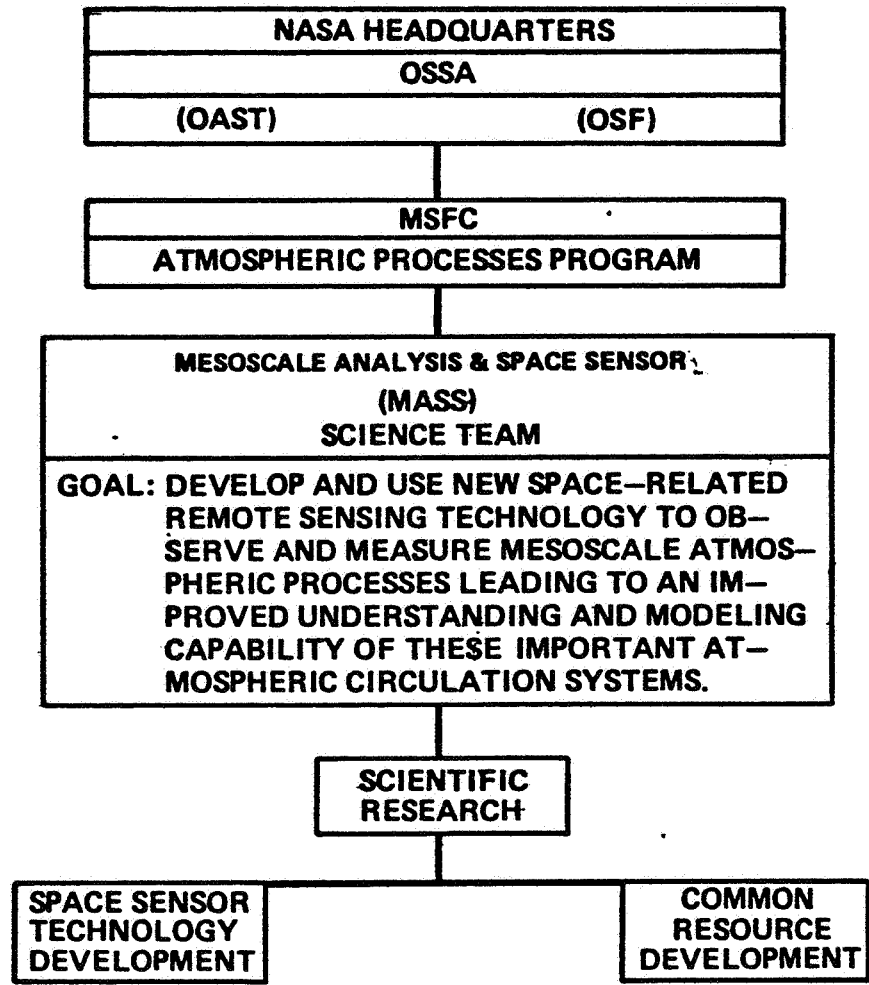 NASA HEADQUARTERS
OSSA
(OAST) (OSF)
MSFC
ATMOSPHERIC PROCESSES PROGRAM
MESOSCALE ANALYSIS & SPACE SENSOR
(MASS)
SCIENCE TEAM
GOAL: DEVELOP AND USE NEW SPACE—RELATED
REMOTE SENSING TECHNOLOGY TO OB—
SERVE AND MEASURE MESOSCALE ATMOS—
PHERIC PROCESSES LEADING TO AN IM—
PROVED UNDERSTANDING AND MODELING
CAPABILITY OF THESE IMPORTANT AT—
MOSPHERIC CIRCULATION SYSTEMS.
SCIENTIFIC
RESEARCH
SPACE SENSOR
TECHNOLOGY
DEVELOPMENT
COMMON
RESOURCE
DEVELOPMENT